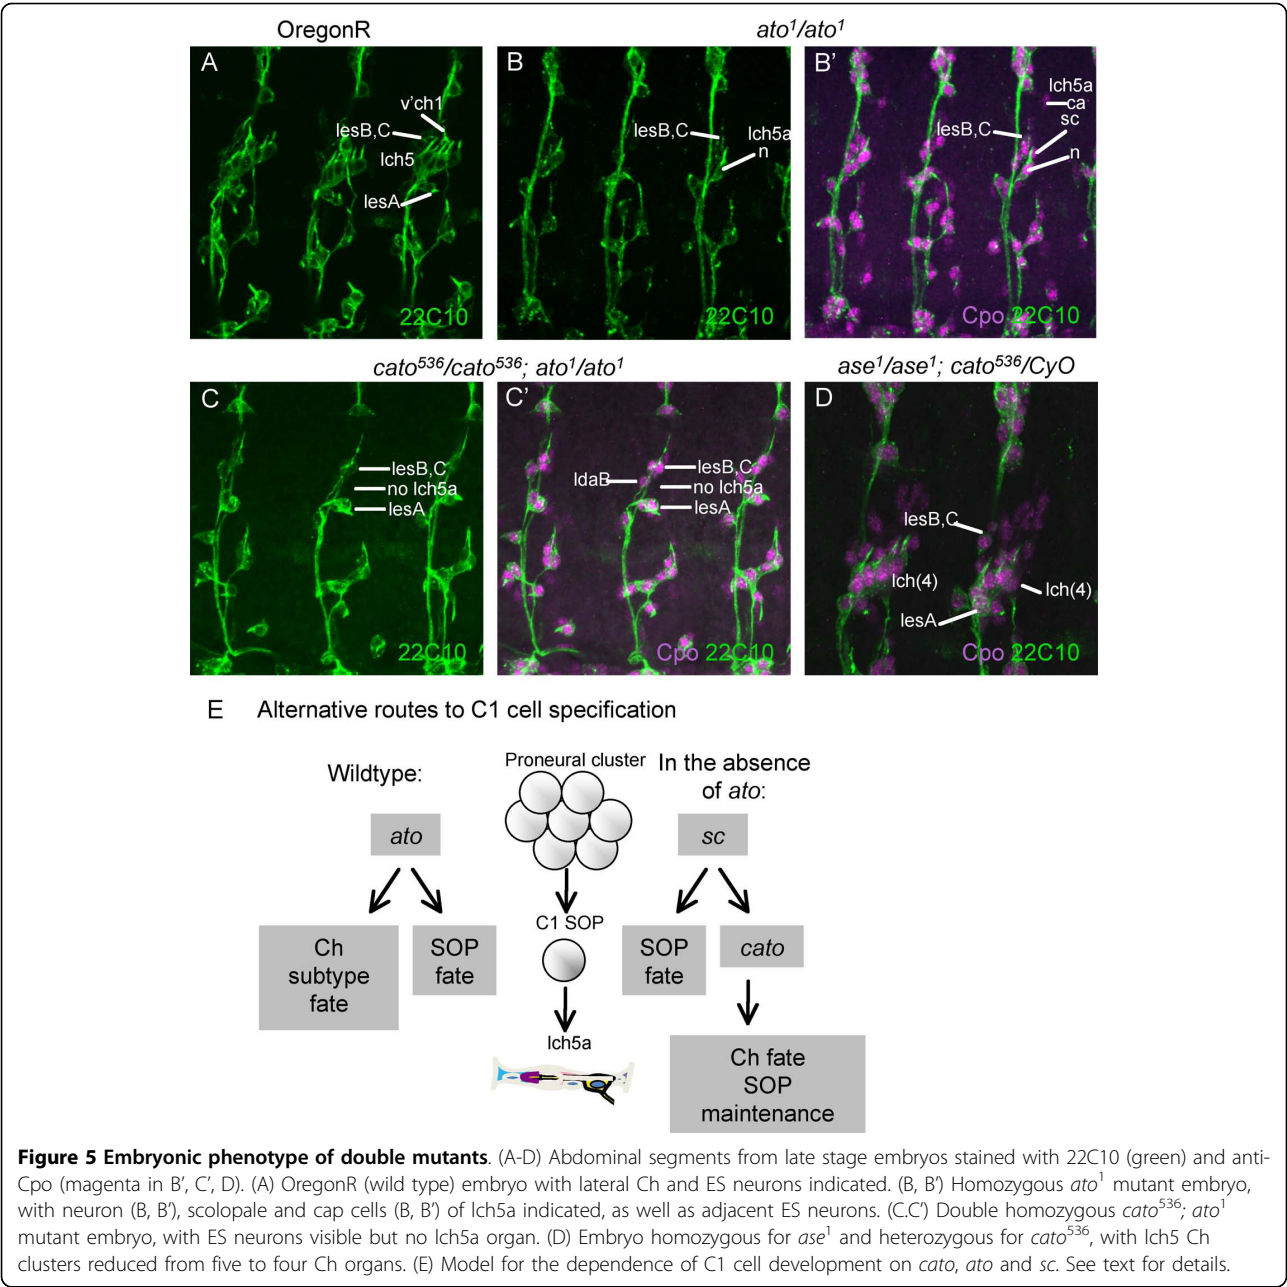 OregonR
ato¹/ato¹
A
v'ch1
lesB,C
lch5
lesA
22C10
B
lesB,C
lch5a
n
22C10
B'
lch5a
ca
sc
lesB,C
n
Cpo 22C10
cato⁵³⁶/cato⁵³⁶; ato¹/ato¹
ase¹/ase¹; cato⁵³⁶/CyO
C
lesB,C
no lch5a
lesA
22C10
C'
ldaB
lesB,C
no lch5a
lesA
Cpo 22C10
D
lesB,C
lch(4)
lch(4)
lesA
Cpo 22C10
E Alternative routes to C1 cell specification
Wildtype:
Proneural cluster
In the absence
of ato:
ato
sc
C1 SOP
Ch
subtype
fate
SOP
fate
SOP
fate
cato
lch5a
Ch fate
SOP
maintenance
Figure 5 Embryonic phenotype of double mutants. (A-D) Abdominal segments from late stage embryos stained with 22C10 (green) and anti-
Cpo (magenta in B', C', D). (A) OregonR (wild type) embryo with lateral Ch and ES neurons indicated. (B, B') Homozygous ato¹ mutant embryo,
with neuron (B, B'), scolopale and cap cells (B, B') of lch5a indicated, as well as adjacent ES neurons. (C.C') Double homozygous cato⁵³⁶; ato¹
mutant embryo, with ES neurons visible but no lch5a organ. (D) Embryo homozygous for ase¹ and heterozygous for cato⁵³⁶, with lch5 Ch
clusters reduced from five to four Ch organs. (E) Model for the dependence of C1 cell development on cato, ato and sc. See text for details.